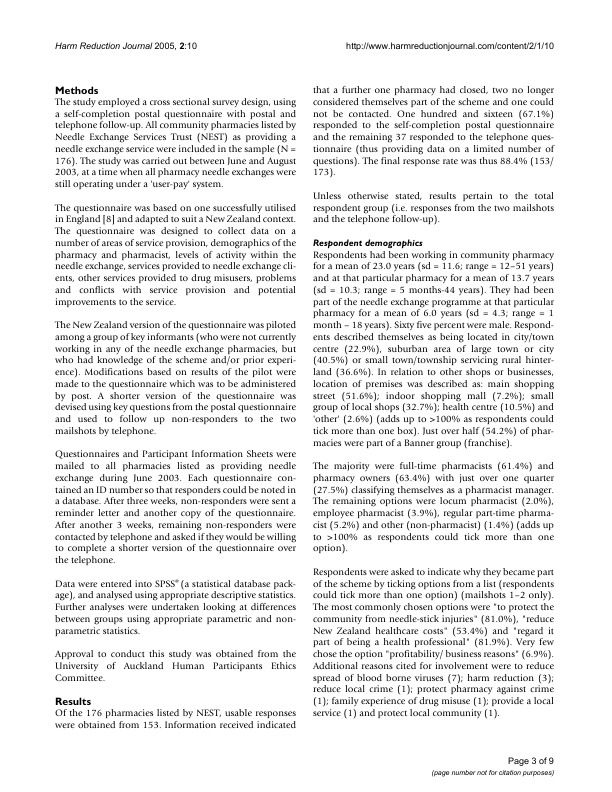 Harm Reduction Journal 2005, 2:10
http://www.harmreductionjournal.com/content/2/1/10
Methods
The study employed a cross sectional survey design, using
a self-completion postal questionnaire with postal and
telephone follow-up. All community pharmacies listed by
Needle Exchange Services Trust (NEST) as providing a
needle exchange service were included in the sample (N =
176). The study was carried out between June and August
2003, at a time when all pharmacy needle exchanges were
still operating under a 'user-pay' system.
The questionnaire was based on one successfully utilised
in England [8] and adapted to suit a New Zealand context.
The questionnaire was designed to collect data on a
number of areas of service provision, demographics of the
pharmacy and pharmacist, levels of activity within the
needle exchange, services provided to needle exchange cli-
ents, other services provided to drug misusers, problems
and conflicts with service provision and potential
improvements to the service.
The New Zealand version of the questionnaire was piloted
among a group of key informants (who were not currently
working in any of the needle exchange pharmacies, but
who had knowledge of the scheme and/or prior experi-
ence). Modifications based on results of the pilot were
made to the questionnaire which was to be administered
by post. A shorter version of the questionnaire was
devised using key questions from the postal questionnaire
and used to follow up non-responders to the two
mailshots by telephone.
Questionnaires and Participant Information Sheets were
mailed to all pharmacies listed as providing needle
exchange during June 2003. Each questionnaire con-
tained an ID number so that responders could be noted in
a database. After three weeks, non-responders were sent a
reminder letter and another copy of the questionnaire.
After another 3 weeks, remaining non-responders were
contacted by telephone and asked if they would be willing
to complete a shorter version of the questionnaire over
the telephone.
Data were entered into SPSS® (a statistical database pack-
age), and analysed using appropriate descriptive statistics.
Further analyses were undertaken looking at differences
between groups using appropriate parametric and non-
parametric statistics.
Approval to conduct this study was obtained from the
University of Auckland Human Participants Ethics
Committee.
Results
Of the 176 pharmacies listed by NEST, usable responses
were obtained from 153. Information received indicated
that a further one pharmacy had closed, two no longer
considered themselves part of the scheme and one could
not be contacted. One hundred and sixteen (67.1%)
responded to the self-completion postal questionnaire
and the remaining 37 responded to the telephone ques-
tionnaire (thus providing data on a limited number of
questions). The final response rate was thus 88.4% (153/
173).
Unless otherwise stated, results pertain to the total
respondent group (i.e. responses from the two mailshots
and the telephone follow-up).
Respondent demographics
Respondents had been working in community pharmacy
for a mean of 23.0 years (sd = 11.6; range = 12–51 years)
and at that particular pharmacy for a mean of 13.7 years
(sd = 10.3; range = 5 months-44 years). They had been
part of the needle exchange programme at that particular
pharmacy for a mean of 6.0 years (sd = 4.3; range = 1
month – 18 years). Sixty five percent were male. Respond-
ents described themselves as being located in city/town
centre (22.9%), suburban area of large town or city
(40.5%) or small town/township servicing rural hinter-
land (36.6%). In relation to other shops or businesses,
location of premises was described as: main shopping
street (51.6%); indoor shopping mall (7.2%); small
group of local shops (32.7%); health centre (10.5%) and
'other' (2.6%) (adds up to >100% as respondents could
tick more than one box). Just over half (54.2%) of phar-
macies were part of a Banner group (franchise).
The majority were full-time pharmacists (61.4%) and
pharmacy owners (63.4%) with just over one quarter
(27.5%) classifying themselves as a pharmacist manager.
The remaining options were locum pharmacist (2.0%),
employee pharmacist (3.9%), regular part-time pharma-
cist (5.2%) and other (non-pharmacist) (1.4%) (adds up
to >100% as respondents could tick more than one
option).
Respondents were asked to indicate why they became part
of the scheme by ticking options from a list (respondents
could tick more than one option) (mailshots 1–2 only).
The most commonly chosen options were "to protect the
community from needle-stick injuries" (81.0%), "reduce
New Zealand healthcare costs" (53.4%) and "regard it
part of being a health professional" (81.9%). Very few
chose the option "profitability/ business reasons" (6.9%).
Additional reasons cited for involvement were to reduce
spread of blood borne viruses (7); harm reduction (3);
reduce local crime (1); protect pharmacy against crime
(1); family experience of drug misuse (1); provide a local
service (1) and protect local community (1).
Page 3 of 9
(page number not for citation purposes)